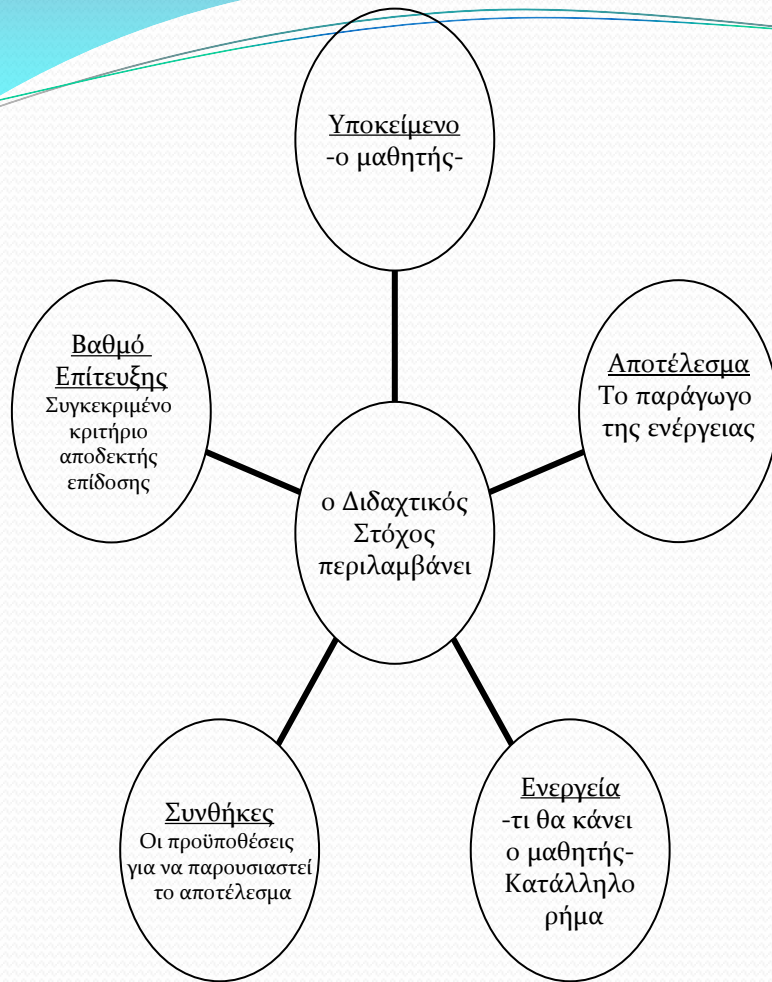 Υποκείμενο
-ο μαθητής-
Βαθμό
Επίτευξης
Συγκεκριμένο
κριτήριο
αποδεκτής
επίδοσης
Αποτέλεσμα
Το παράγωγο
της ενέργειας
ο Διδαχτικός
Στόχος
περιλαμβάνει
Συνθήκες
Οι προϋποθέσεις
για να παρουσιαστεί
το αποτέλεσμα
Ενεργεία
-τι θα κάνει
ο μαθητής-
Κατάλληλο
ρήμα